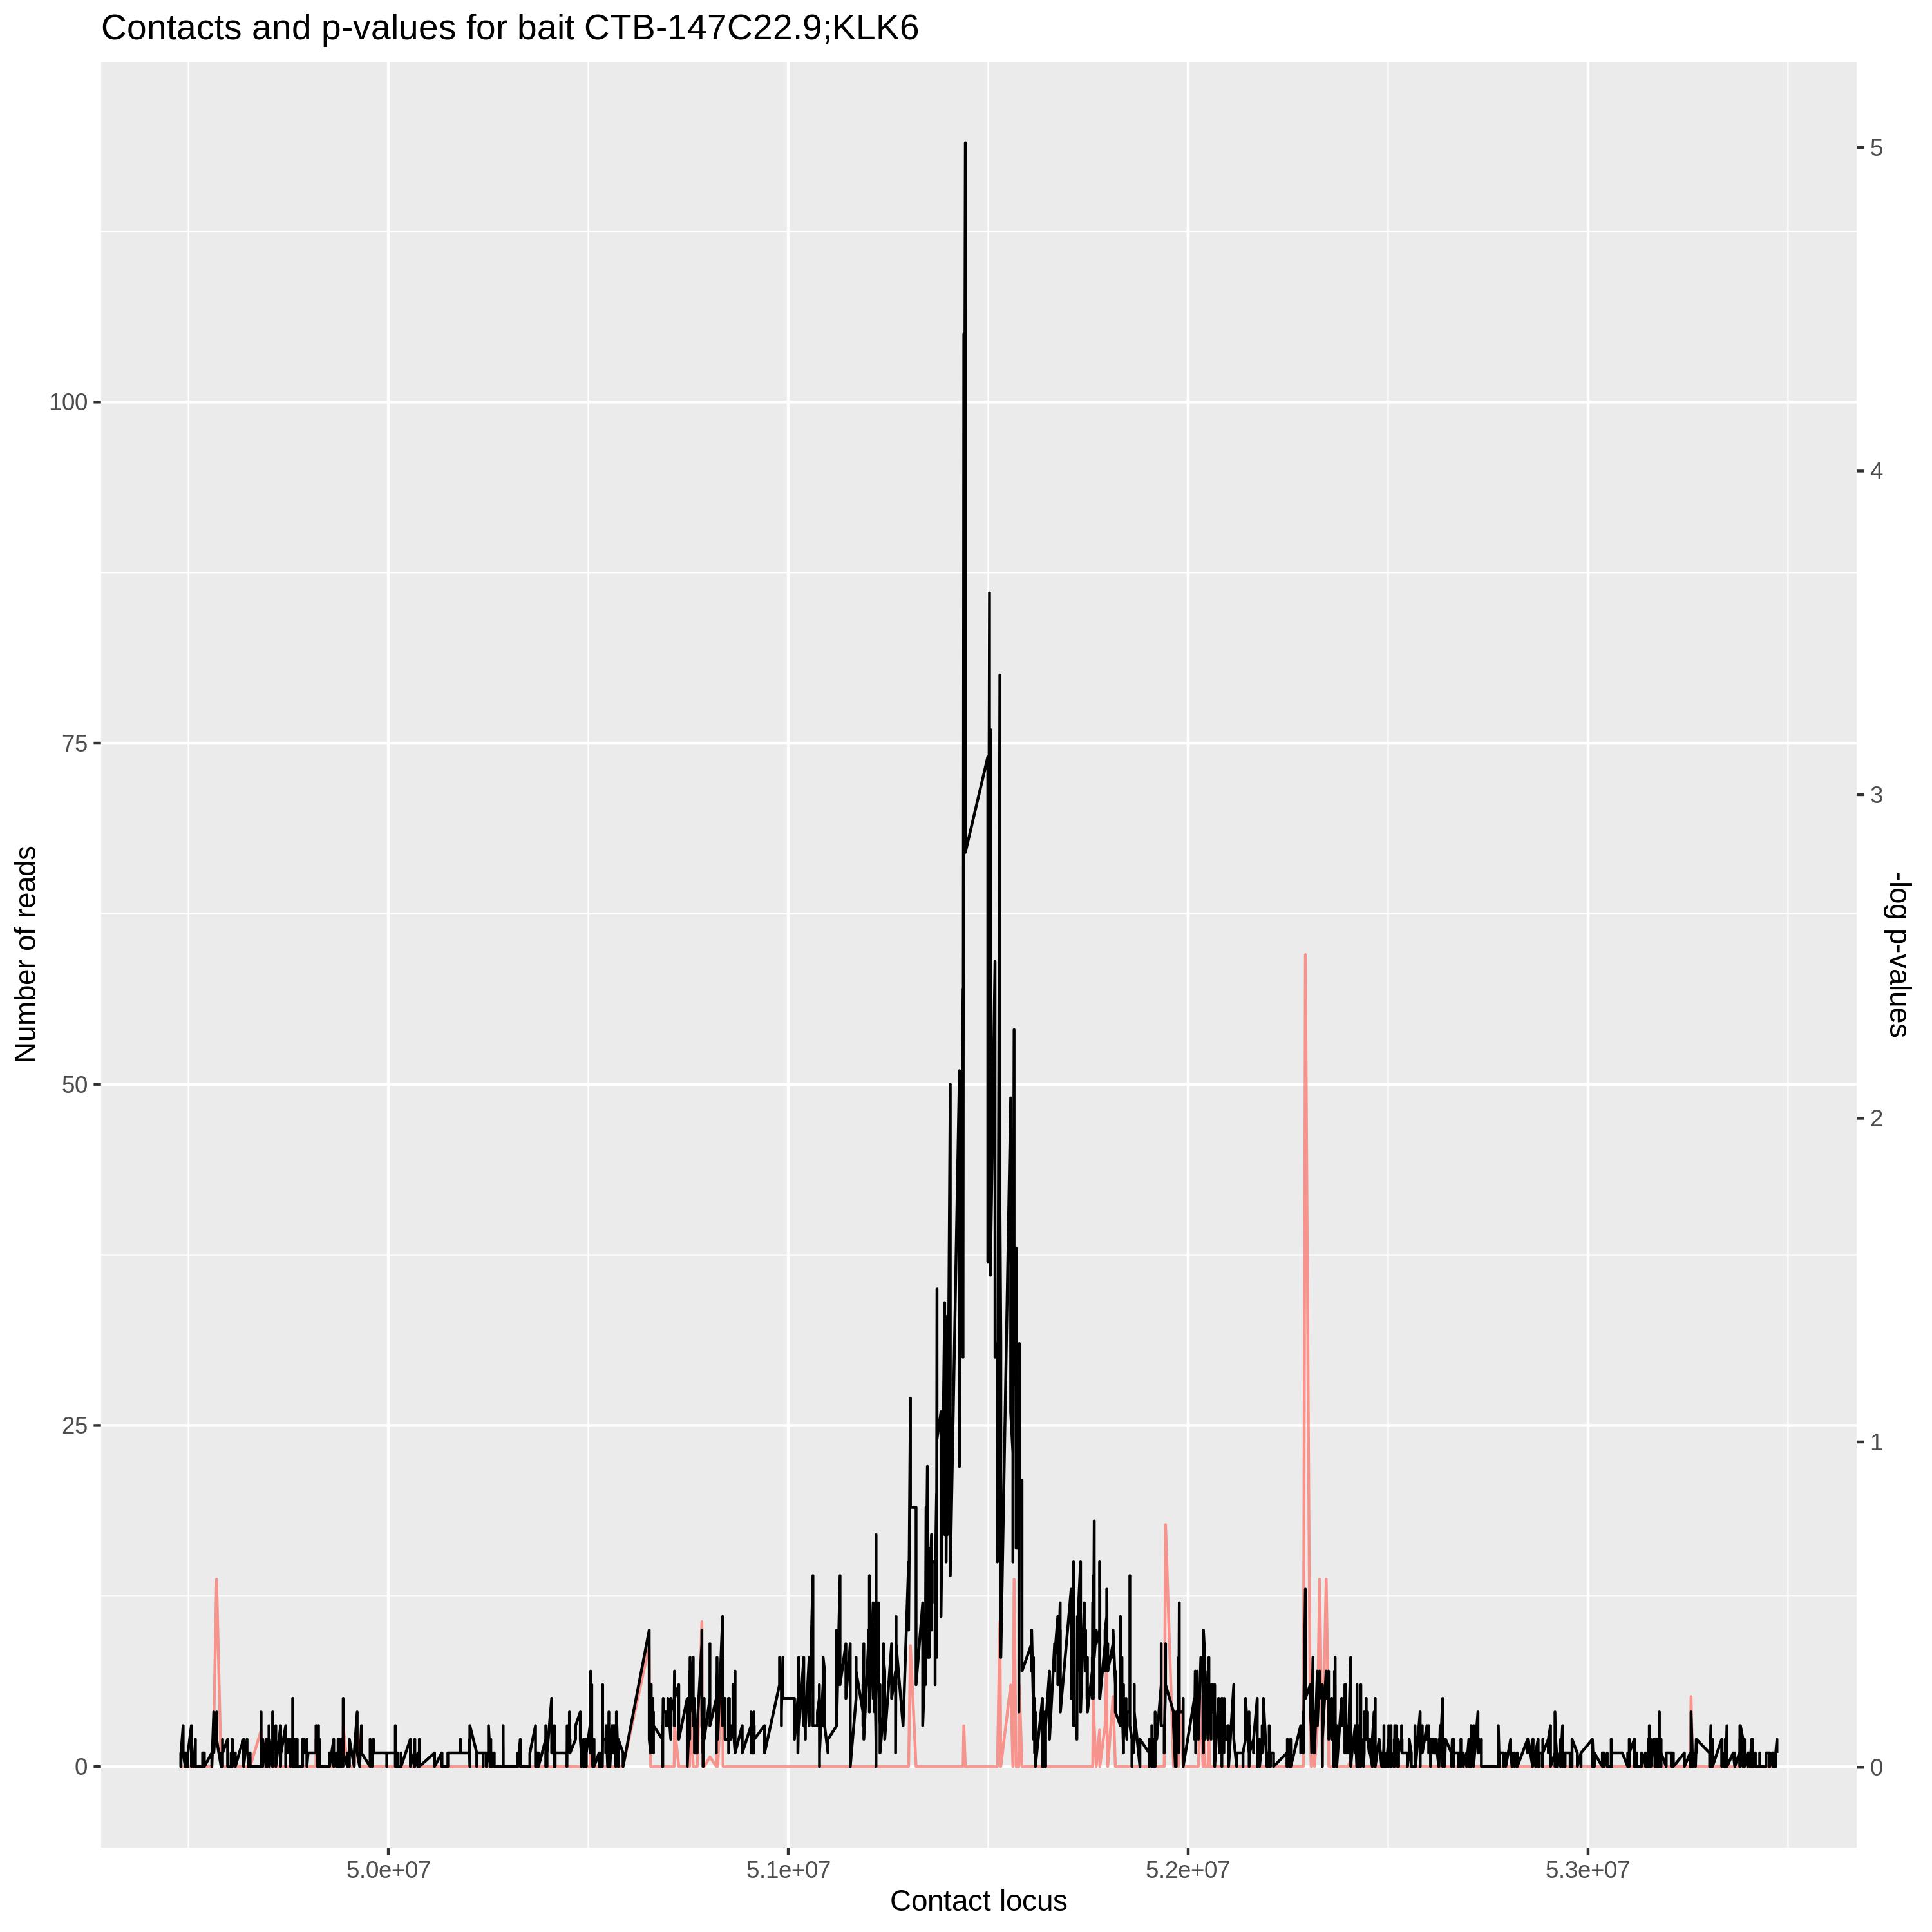 Contacts and p-values for bait CTB-147C22.9;KLK6
100
75
50
25
0
Number of reads
5
4
3
2
1
0
-log p-values
5.0e+07
5.1e+07
5.2e+07
5.3e+07
Contact locus